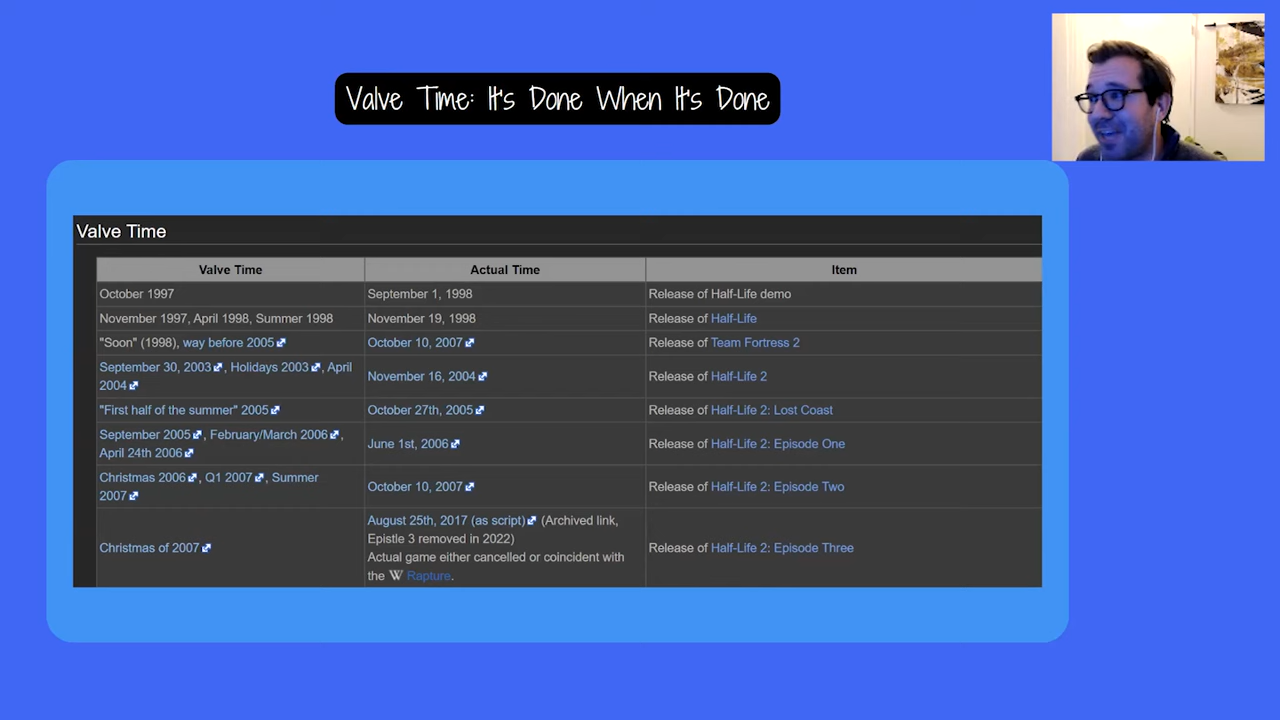 Valve Time: It's Done When It's Done
Valve Time
Valve Time Actual Time Item
October 1997 September 1, 1998 Release of Half-Life demo
November 1997, April 1998, Summer 1998 November 19, 1998 Release of Half-Life
"Soon" (1998), way before 2005 October 10, 2007 Release of Team Fortress 2
September 30, 2003, Holidays 2003, April
2004
November 16, 2004 Release of Half-Life 2
"First half of the summer" 2005 October 27th, 2005 Release of Half-Life 2: Lost Coast
September 2005, February/March 2006,
April 24th 2006
June 1st, 2006 Release of Half-Life 2: Episode One
Christmas 2006, Q1 2007, Summer
2007
October 10, 2007 Release of Half-Life 2: Episode Two
Christmas of 2007
August 25th, 2017 (as script) (Archived link,
Epistle 3 removed in 2022)
Actual game either cancelled or coincident with
the W Rapture.
Release of Half-Life 2: Episode Three